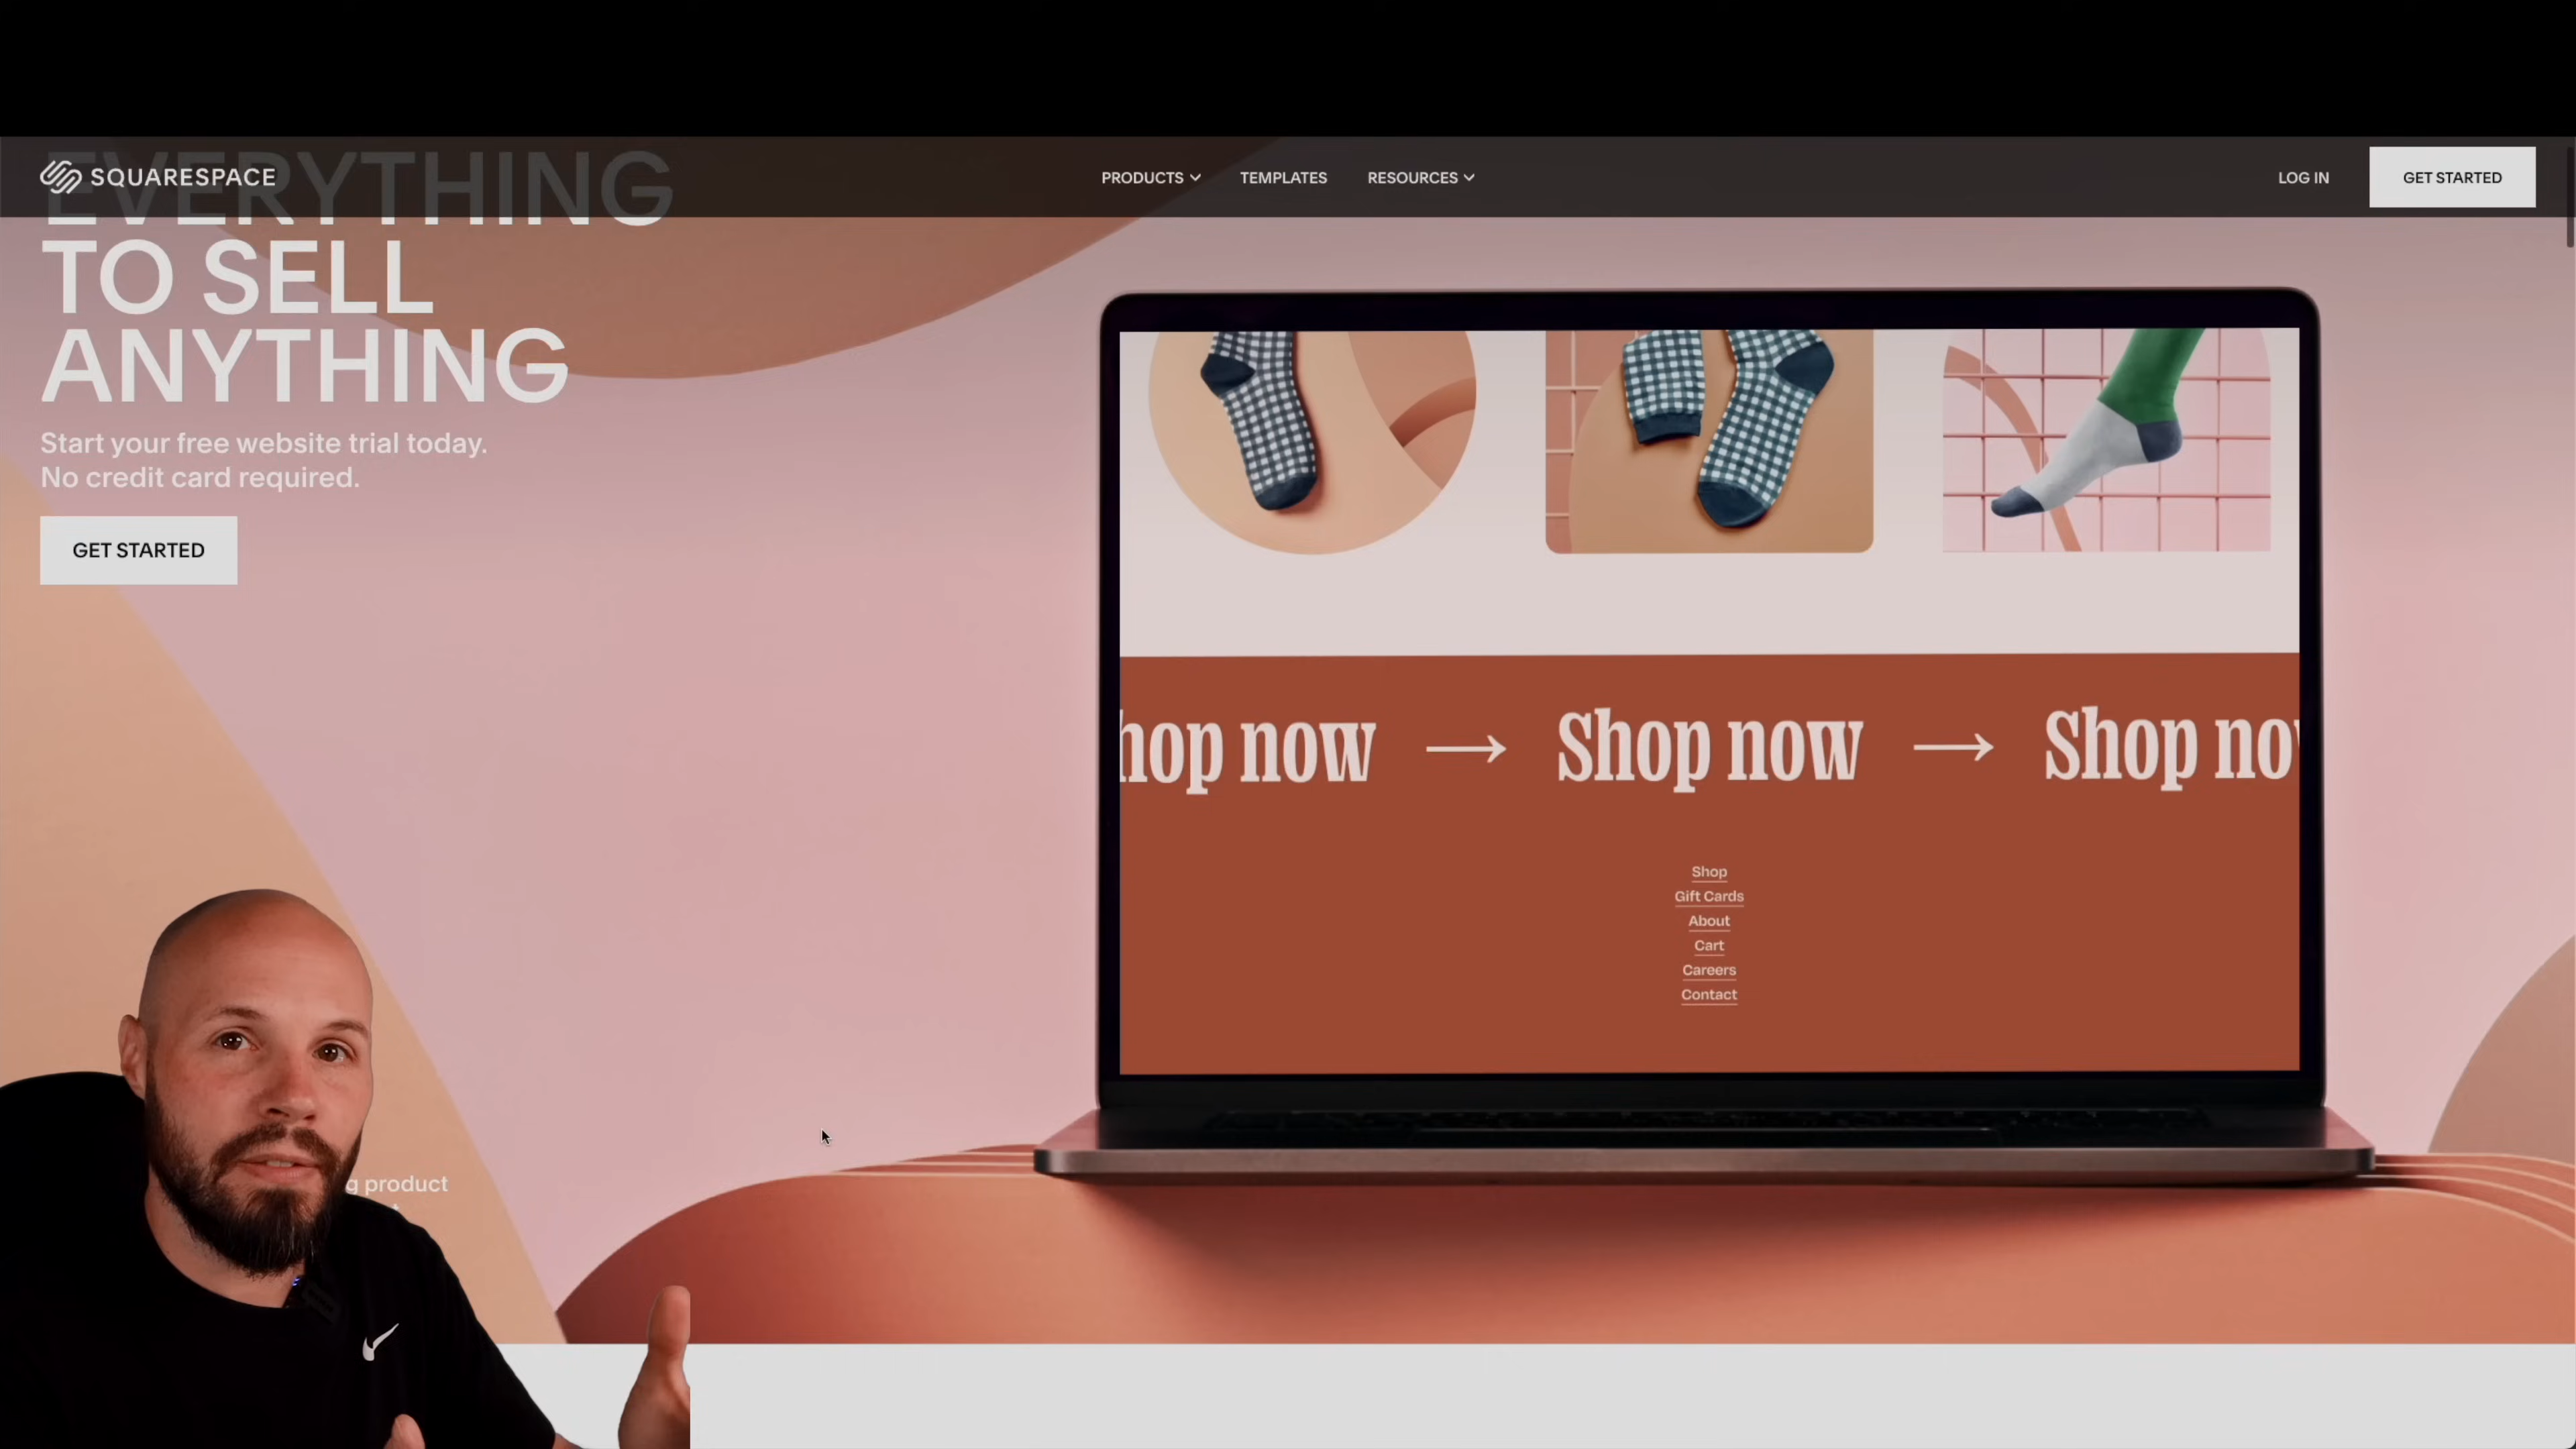 SQUARESPACE
PRODUCTS
TEMPLATES
RESOURCES
LOG IN
GET STARTED
EVERYTHING
TO SELL
ANYTHING
Start your free website trial today.
No credit card required.
GET STARTED
hop now → Shop now → Shop no
Shop
Gift Cards
About
Cart
Careers
Contact
product